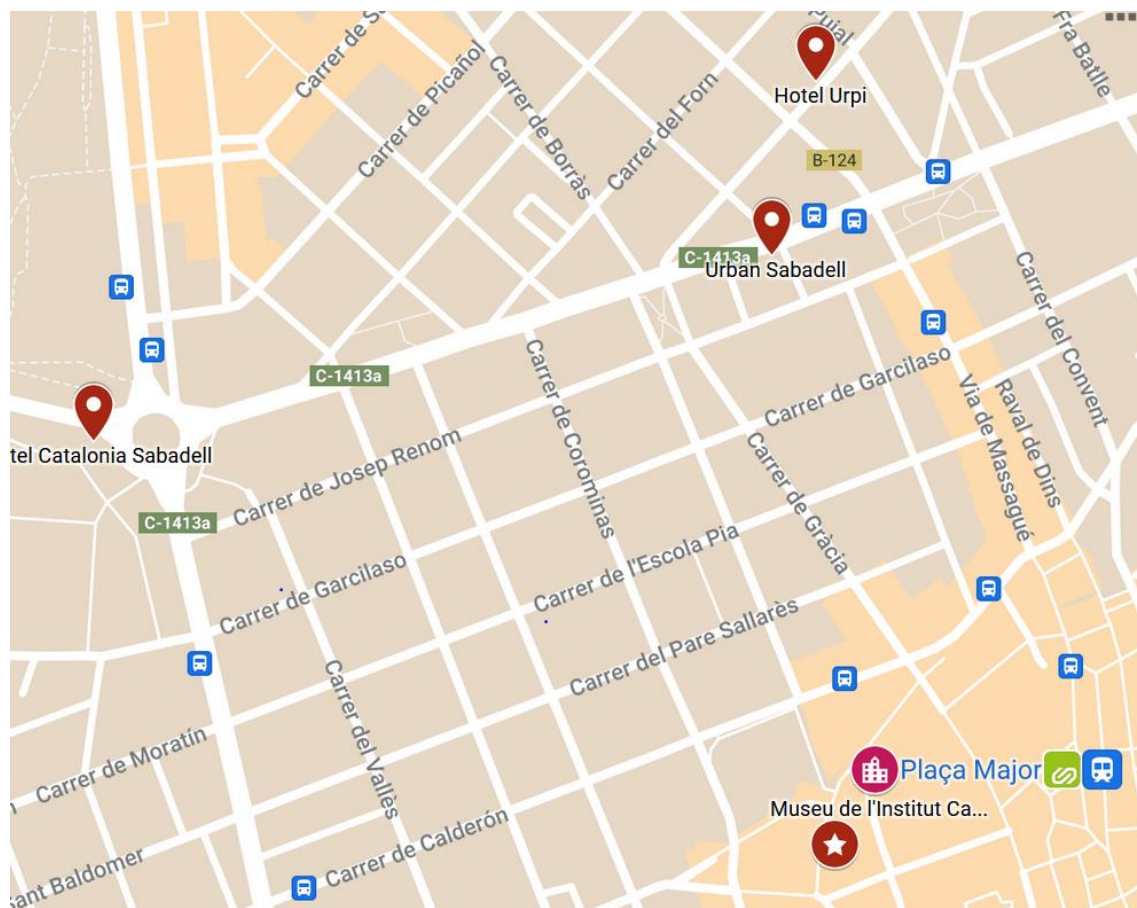 Carrer de S
Pujal
Fra Batlle
Hotel Urpi
Carrer de Picañol
Carrer de Borràs
Carrer del Forn
B-124
C-1413a
Urban Sabadell
Carrer del Convent
C-1413a
Carrer de Garcilaso
Carrer de Coromines
tel Catalonia Sabadell
Carrer de Josep Renom
Via de Massagué
Raval de Dins
Carrer de Gràcia
C-1413a
Carrer de l'Escola Pia
Carrer de Garcilaso
Carrer del Pare Sallarès
Carrer del Vallès
Carrer de Moratín
Plaça Major
Museu de l'Institut Ca...
Carrer de Calderón
ant Baldomer